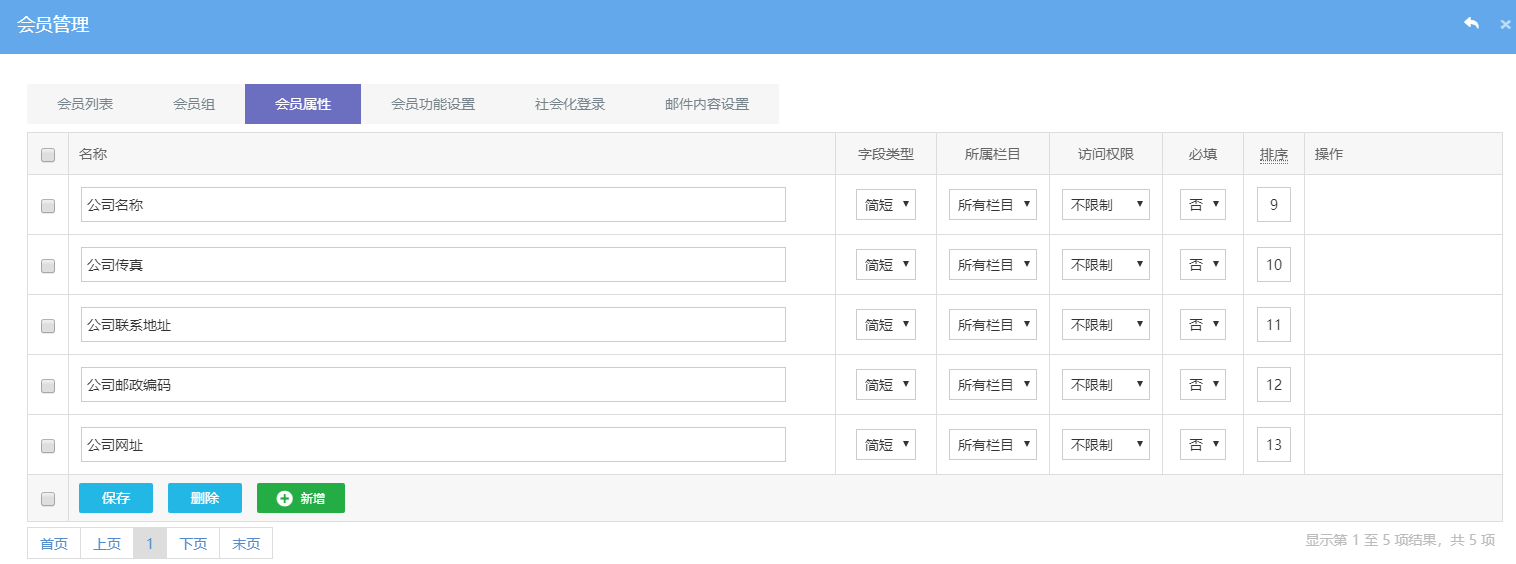 会员管理
会员列表 会员组 会员属性 会员功能设置 社会化登录 邮件内容设置
名称 字段类型 所属栏目 访问权限 必填 排序 操作
公司名称 简短 所有栏目 不限制 否 9
公司传真 简短 所有栏目 不限制 否 10
公司联系地址 简短 所有栏目 不限制 否 11
公司邮政编码 简短 所有栏目 不限制 否 12
公司网址 简短 所有栏目 不限制 否 13
保存 删除 新增
首页 上页 1 下页 末页 显示第 1 至 5 项结果，共 5 项